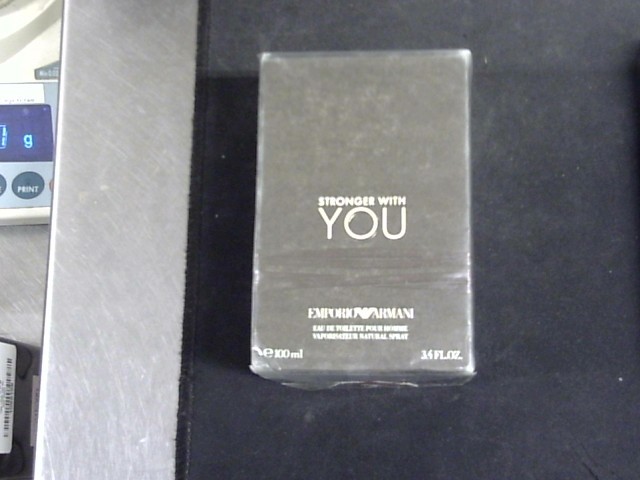 STRONGER WITH
YOU
EMPORIO ARMANI
EAU DE TOILETTE POUR HOMME
VAPORISATEUR NATURAL SPRAY
e 100 ml
3.4 FL.OZ.
g
PRINT